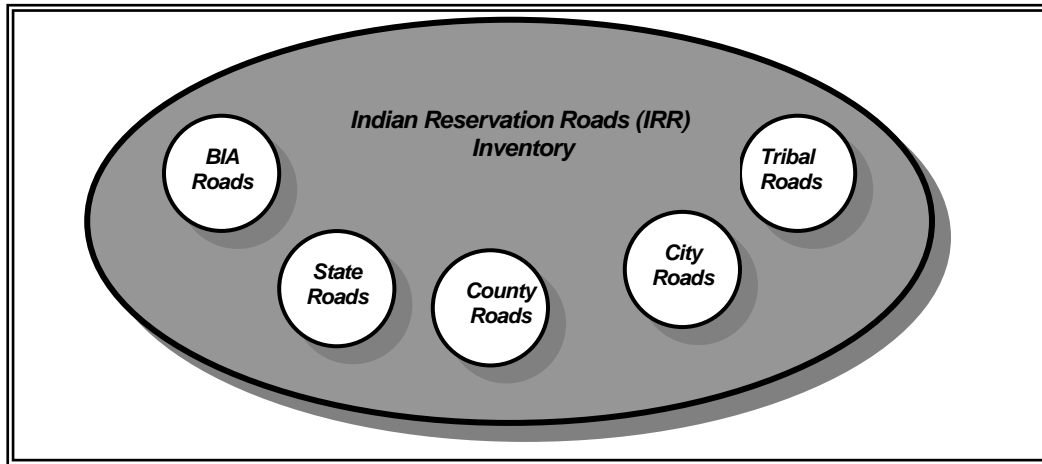 Indian Reservation Roads (IRR)
Inventory
BIA
Roads
State
Roads
County
Roads
City
Roads
Tribal
Roads